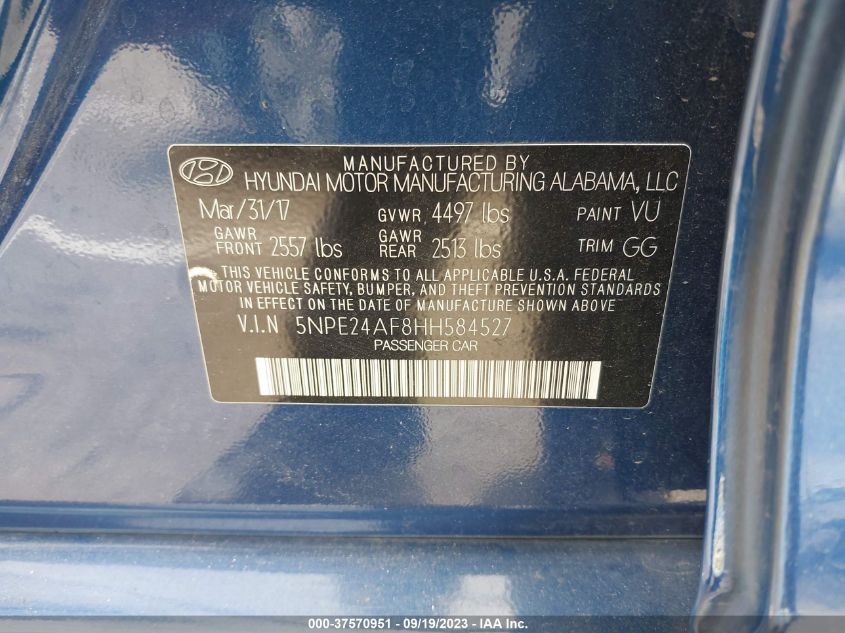 MANUFACTURED BY
HYUNDAI MOTOR MANUFACTURING ALABAMA, LLC
Mar/31/17 GVWR 4497 lbs PAINT VU
GAWR FRONT 2557 lbs GAWR REAR 2513 lbs TRIM GG
THIS VEHICLE CONFORMS TO ALL APPLICABLE U.S.A. FEDERAL
MOTOR VEHICLE SAFETY, BUMPER, AND THEFT PREVENTION STANDARDS
IN EFFECT ON THE DATE OF MANUFACTURE SHOWN ABOVE
V.I.N 5NPE24AF8HH584527
PASSENGER CAR
000-37570951 - 09/19/2023 - IAA Inc.